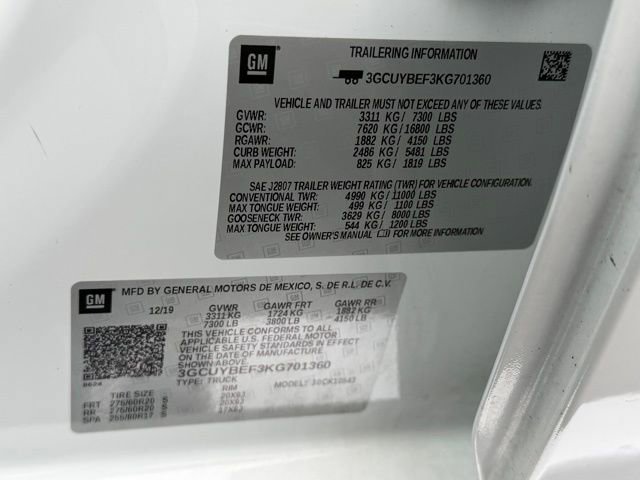 GM
TRAILERING INFORMATION
3GCUYBEF3KG701360
VEHICLE AND TRAILER MUST NOT EXCEED ANY OF THESE VALUES.
GVWR: 3311 KG / 7300 LBS
GCWR: 7620 KG / 16800 LBS
RGAWR: 1882 KG / 4150 LBS
CURB WEIGHT: 2486 KG / 5481 LBS
MAX PAYLOAD: 825 KG / 1819 LBS
SAE J2807 TRAILER WEIGHT RATING (TWR) FOR VEHICLE CONFIGURATION.
CONVENTIONAL TWR: 4990 KG / 11000 LBS
MAX TONGUE WEIGHT: 499 KG / 1100 LBS
GOOSENECK TWR: 3629 KG / 8000 LBS
MAX TONGUE WEIGHT: 544 KG / 1200 LBS
SEE OWNER'S MANUAL FOR MORE INFORMATION.
GM
MFD BY GENERAL MOTORS DE MEXICO, S. DE R.L. DE C.V.
12/19 GVWR GAWR FRT GAWR RR
3311 KG 1724 KG 1882 KG
7300 LB 3800 LB 4150 LB
THIS VEHICLE CONFORMS TO ALL
APPLICABLE U.S. FEDERAL MOTOR
VEHICLE SAFETY STANDARDS IN EFFECT
ON THE DATE OF MANUFACTURE
SHOWN ABOVE.
3GCUYBEF3KG701360
TYPE: TRUCK MODEL:
TIRE SIZE RIM
FRT 275/60R20
RR 275/60R20
SPA 255/80R17